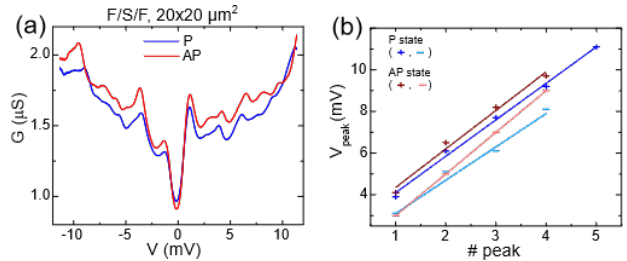 (a) F/S/F, 20x20 μm²
P
AP
2.0
1.5
1.0
G (μS)
-10 -5 0 5 10
V (mV)
(b)
P state
( + , − )
AP state
( + , − )
10
8
6
4
V_peak (mV)
1 2 3 4 5
# peak